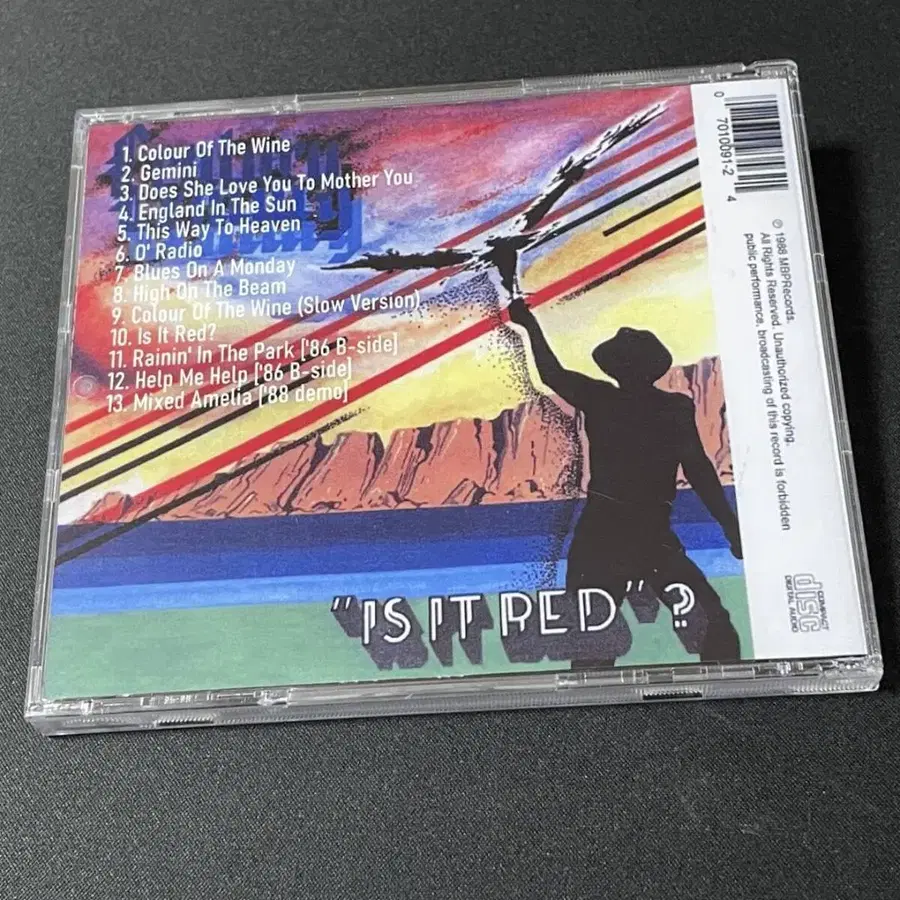 1. Colour Of The Wine
2. Gemini
3. Does She Love You To Mother You
4. England In The Sun
5. This Way To Heaven
6. O' Radio
7. Blues On A Monday
8. High On The Beam
9. Colour Of The Wine (Slow Version)
10. Is It Red?
11. Rainin' In The Park ['86 B-side]
12. Help Me Help ['86 B-side]
13. Mixed Amelia ['88 demo]
"IS IT RED"?
0 7010091-2 4
℗ 1988 MBPRecords.
All Rights Reserved. Unauthorized copying.
public performance, broadcasting of this record is forbidden
COMPACT
disc
DIGITAL AUDIO